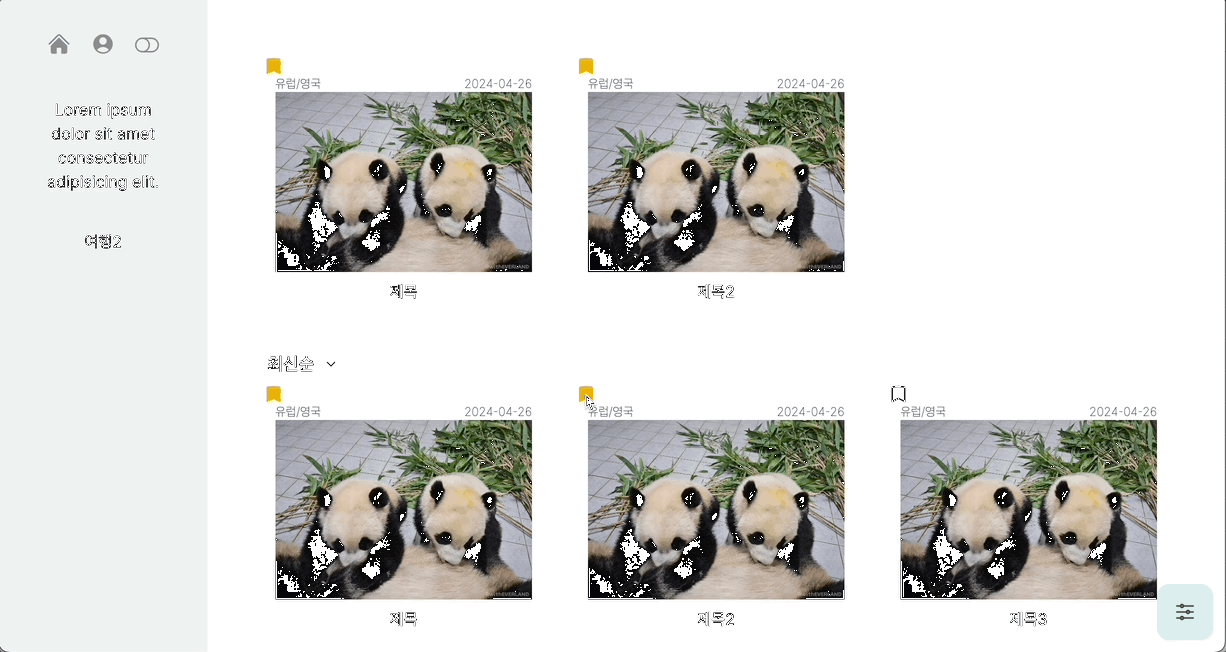 Lorem ipsum
dolor sit amet
consectetur
adipisicing elit.
여행2
유럽/영국 2024-04-26
유럽/영국 2024-04-26
제목
제목2
최신순
유럽/영국 2024-04-26
유럽/영국 2024-04-26
유럽/영국 2024-04-26
제목
제목2
제목3